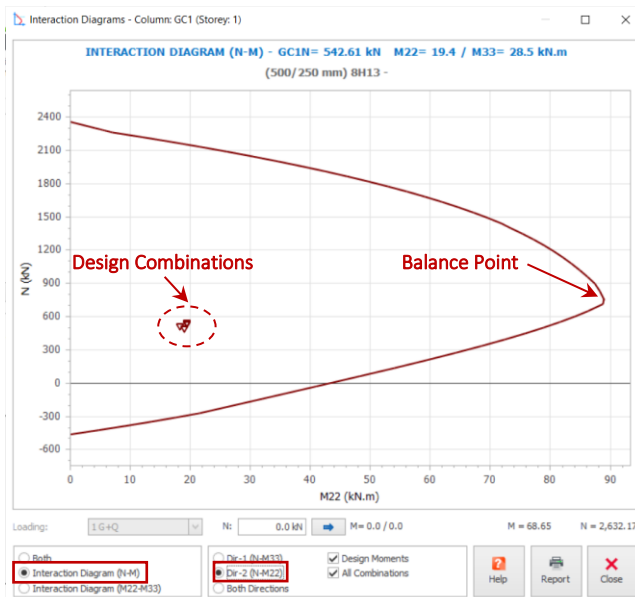 Interaction Diagrams - Column: GC1 (Storey: 1)
INTERACTION DIAGRAM (N-M) - GC1N= 542.61 kN M22= 19.4 / M33= 28.5 kN.m
(500/250 mm) 8H13 -
2400
2100
1800
1500
1200
900
600
300
0
-300
-600
N (kN)
Design Combinations
Balance Point
0 10 20 30 40 50 60 70 80 90
M22 (kN.m)
Loading: 1 G+Q N: 0.0 kN M= 0.0 / 0.0 M = 68.65 N = 2,632.17
Both
Interaction Diagram (N-M)
Interaction Diagram (M22-M33)
Dir-1 (N-M33)
Dir-2 (N-M22)
Both Directions
Design Moments
All Combinations
Help
Report
Close